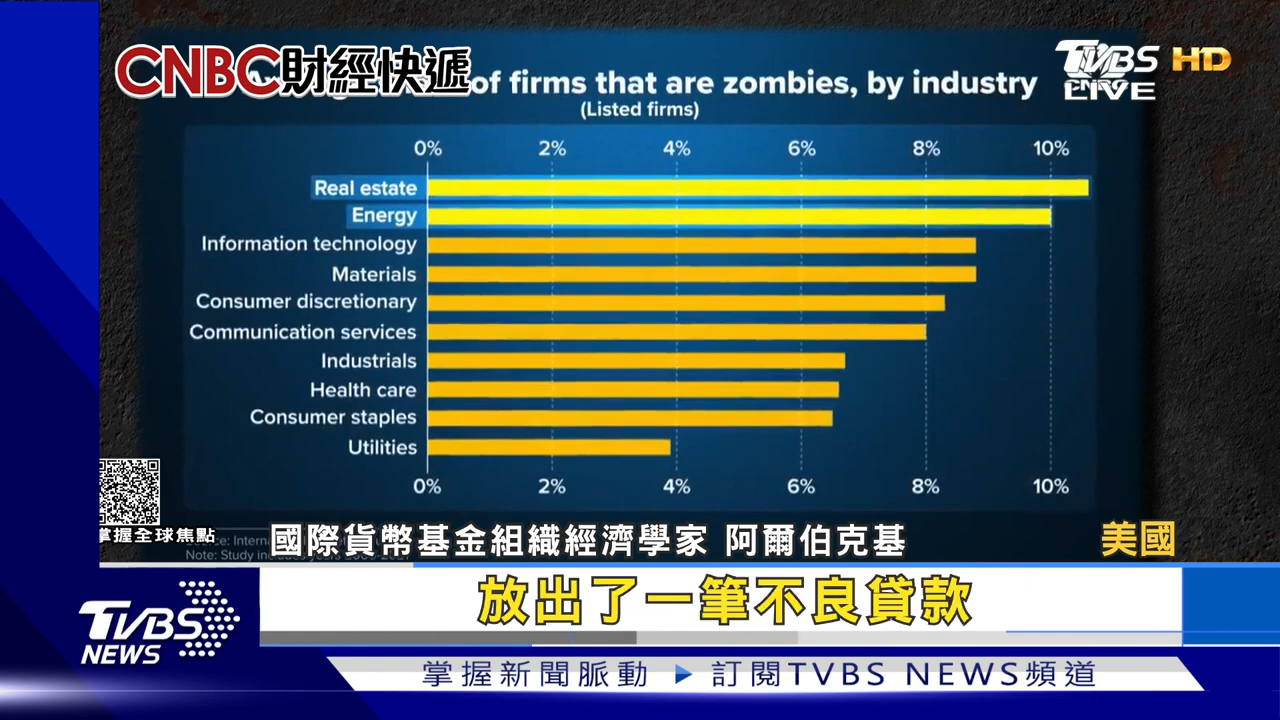 CNBC財經快遞
of firms that are zombies, by industry
(Listed firms)
TVBS HD
LIVE
0% 2% 4% 6% 8% 10%
Real estate
Energy
Information technology
Materials
Consumer discretionary
Communication services
Industrials
Health care
Consumer staples
Utilities
0% 2% 4% 6% 8% 10%
掌握全球焦點
Note: Study
國際貨幣基金組織經濟學家 阿爾伯克基
美國
放出了一筆不良貸款
TVBS
NEWS
掌握新聞脈動 ▶ 訂閱TVBS NEWS頻道